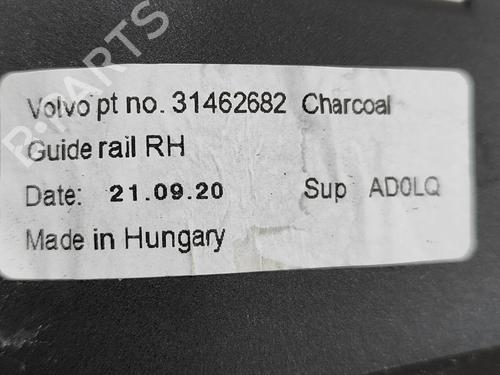 R-PARTS
Volvo pt no. 31462682 Charcoal
Guide rail RH
Date: 21.09.20 Sup AD0LQ
Made in Hungary